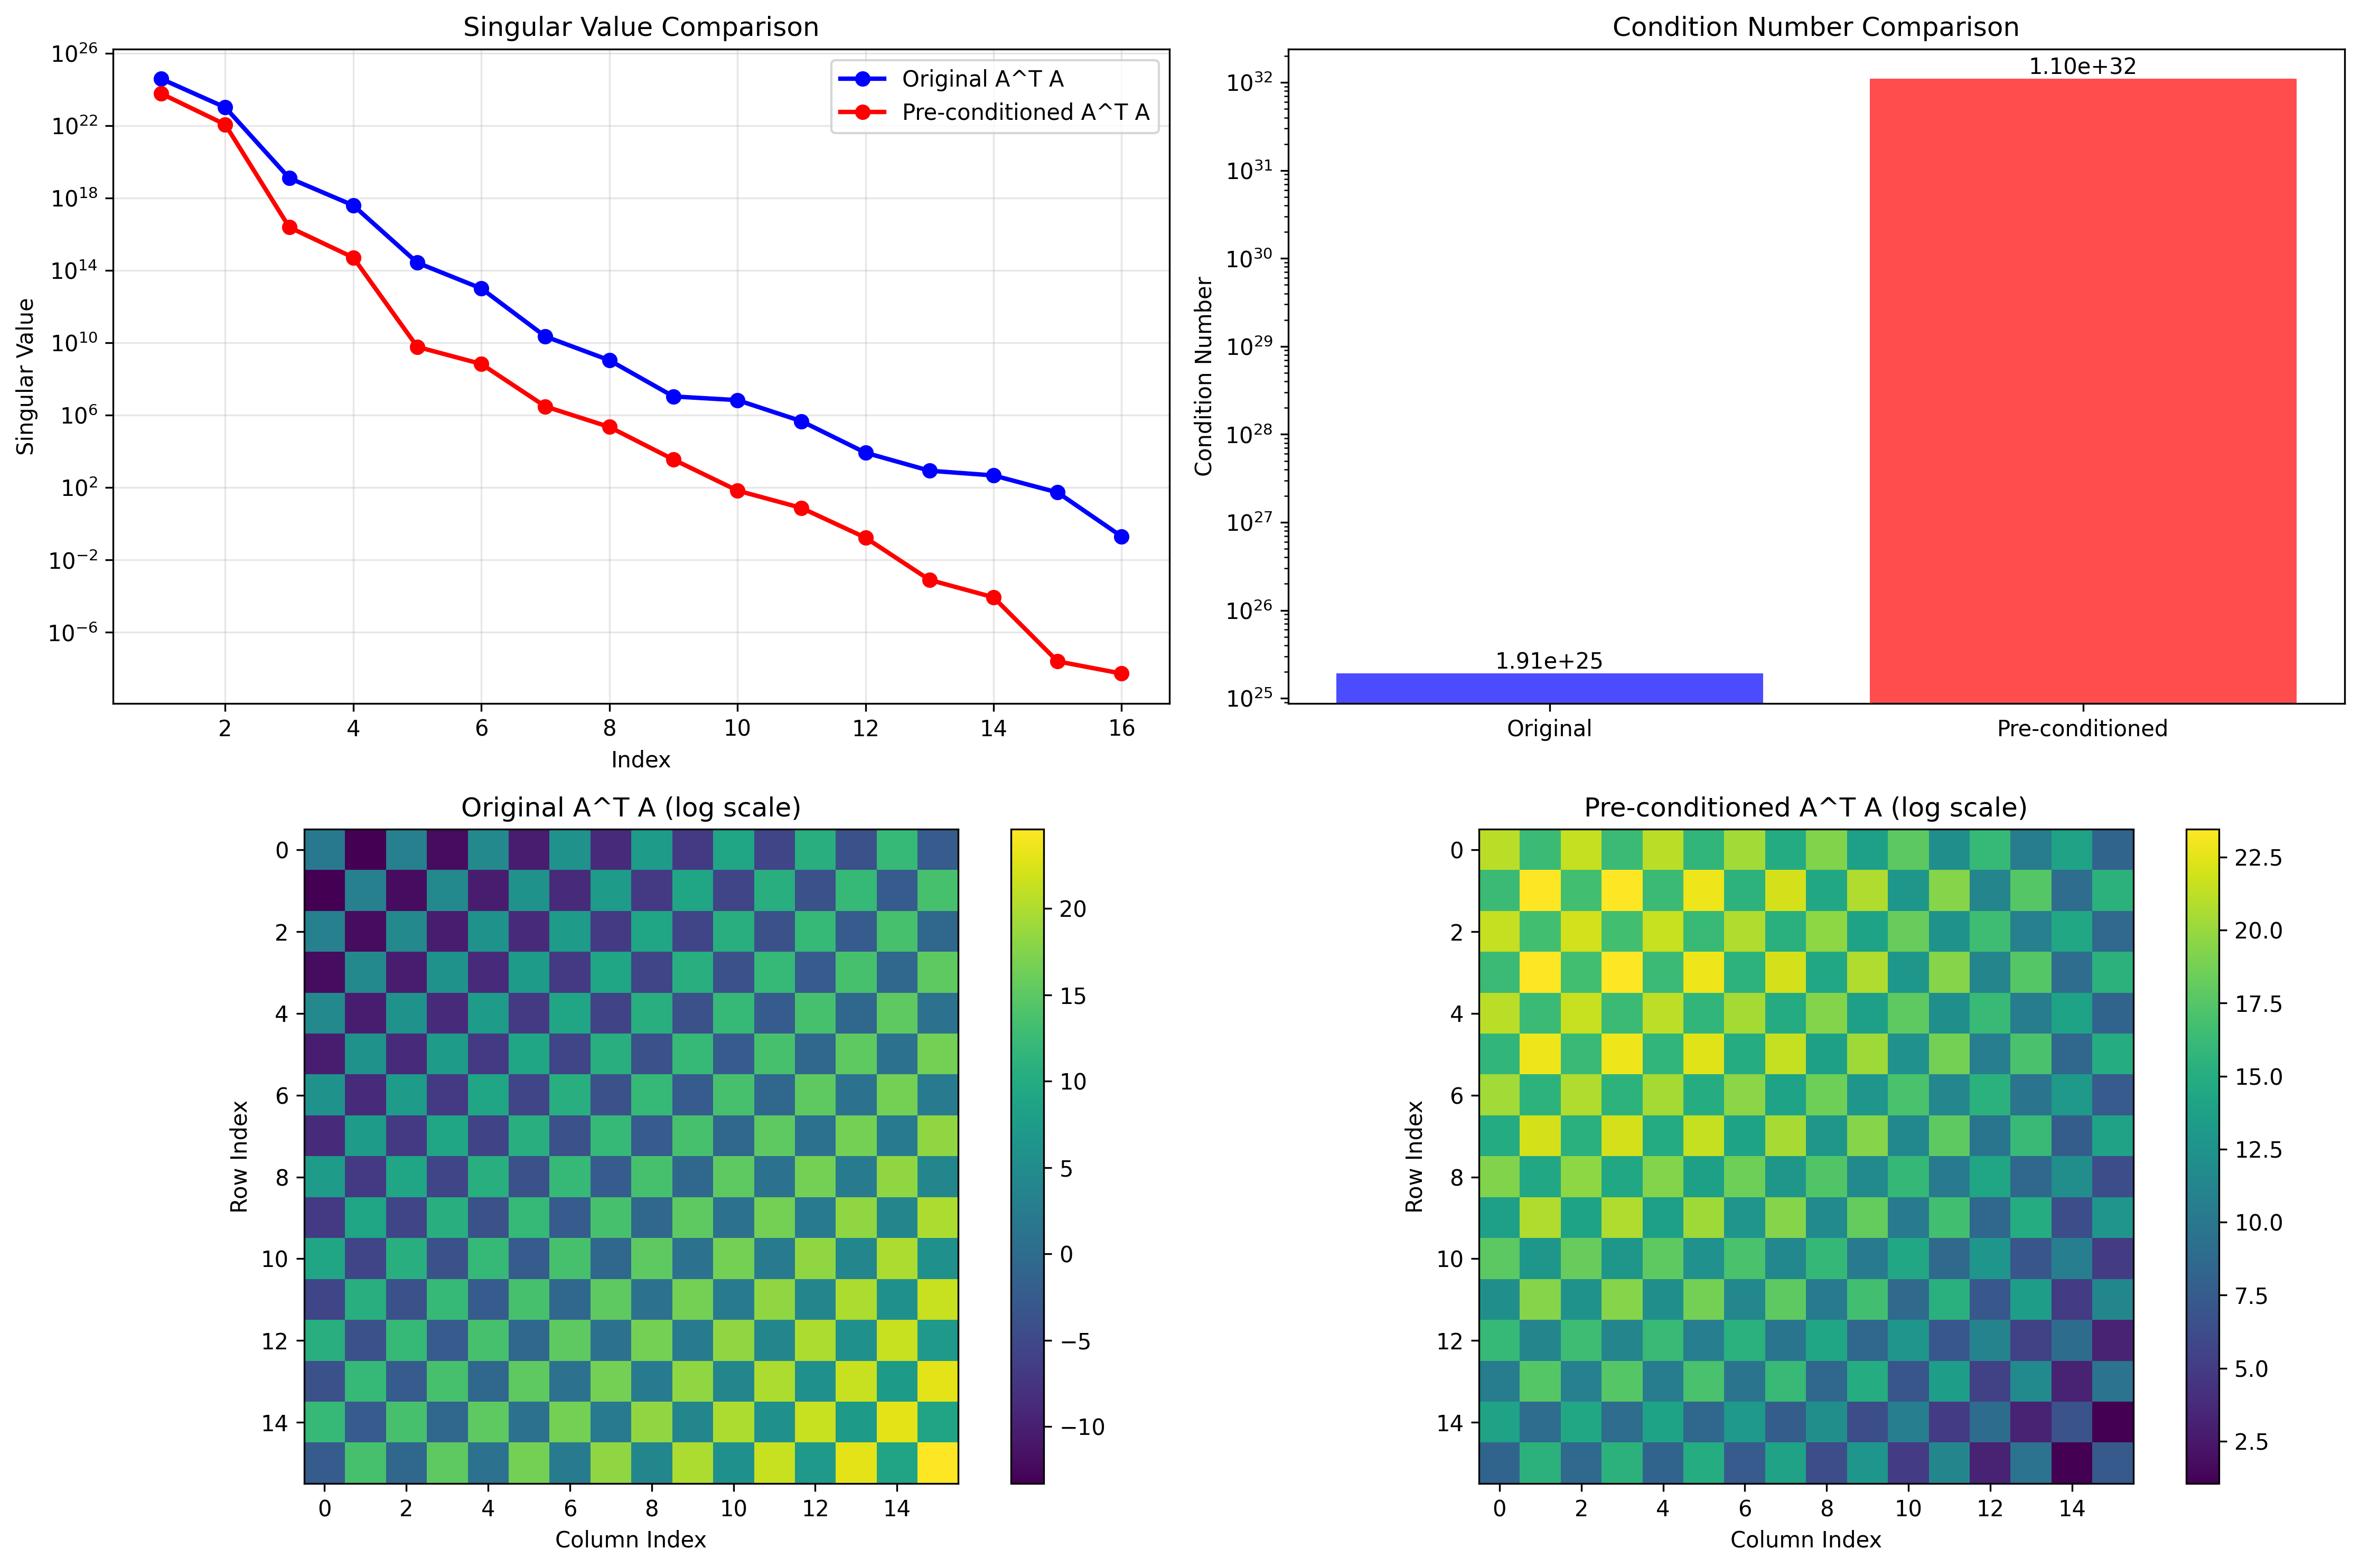 Singular Value Comparison
10^26
10^22
10^18
10^14
10^10
10^6
10^2
10^−2
10^−6
Singular Value
Original A^T A
Pre-conditioned A^T A
2 4 6 8 10 12 14 16
Index
Condition Number Comparison
10^32
10^31
10^30
10^29
10^28
10^27
10^26
10^25
Condition Number
1.91e+25
1.10e+32
Original Pre-conditioned
Original A^T A (log scale)
0
2
4
6
8
10
12
14
Row Index
0 2 4 6 8 10 12 14
Column Index
20
15
10
5
0
−5
−10
Pre-conditioned A^T A (log scale)
0
2
4
6
8
10
12
14
Row Index
0 2 4 6 8 10 12 14
Column Index
22.5
20.0
17.5
15.0
12.5
10.0
7.5
5.0
2.5